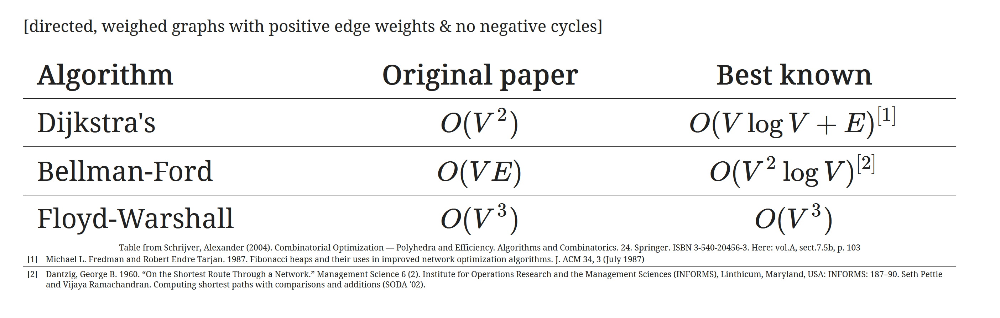 [directed, weighed graphs with positive edge weights & no negative cycles]
Algorithm Original paper Best known
Dijkstra's O(V²) O(V log V + E)[1]
Bellman-Ford O(VE) O(V² log V)[2]
Floyd-Warshall O(V³) O(V³)
Table from Schrijver, Alexander (2004). Combinatorial Optimization — Polyhedra and Efficiency. Algorithms and Combinatorics. 24. Springer. ISBN 3-540-20456-3. Here: vol.A, sect.7.5b, p. 103
[1] Michael L. Fredman and Robert Endre Tarjan. 1987. Fibonacci heaps and their uses in improved network optimization algorithms. J. ACM 34, 3 (July 1987)
[2] Dantzig, George B. 1960. “On the Shortest Route Through a Network.” Management Science 6 (2). Institute for Operations Research and the Management Sciences (INFORMS), Linthicum, Maryland, USA: INFORMS: 187–90. Seth Pettie
and Vijaya Ramachandran. Computing shortest paths with comparisons and additions (SODA '02).